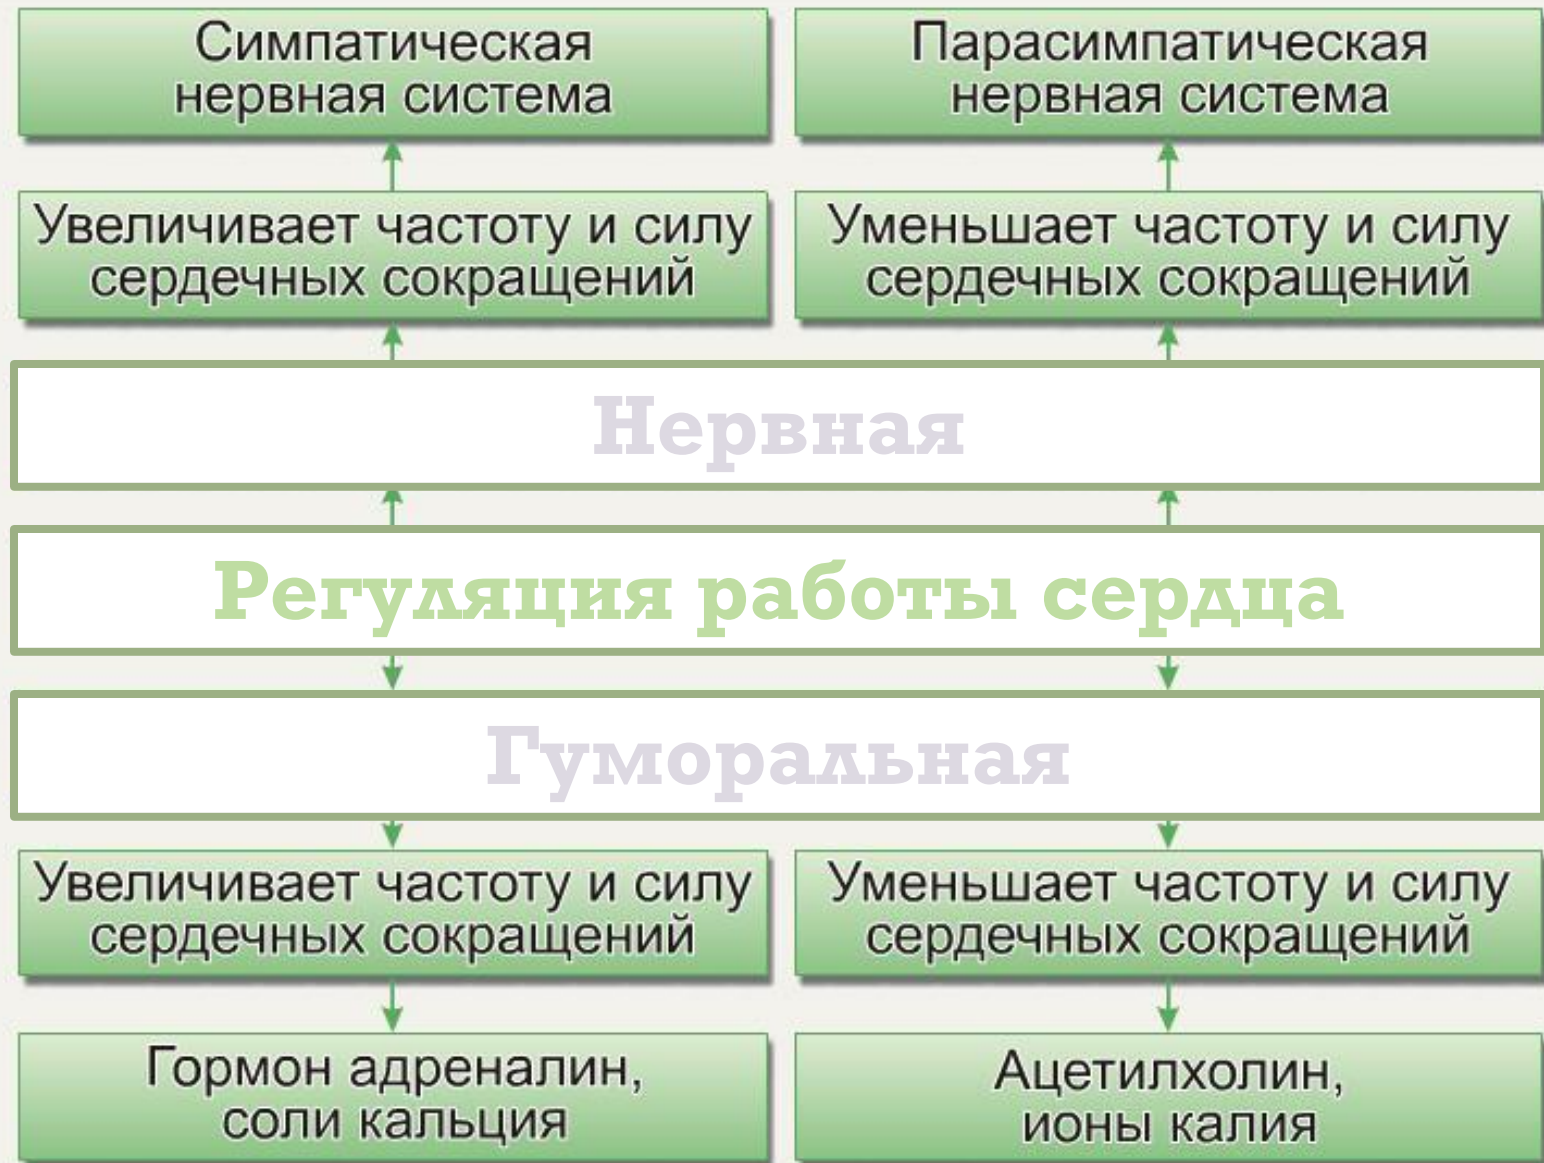 Симпатическая
нервная система
Парасимпатическая
нервная система
Увеличивает частоту и силу
сердечных сокращений
Уменьшает частоту и силу
сердечных сокращений
Нервная
Регуляция работы сердца
Гуморальная
Увеличивает частоту и силу
сердечных сокращений
Уменьшает частоту и силу
сердечных сокращений
Гормон адреналин,
соли кальция
Ацетилхолин,
ионы калия